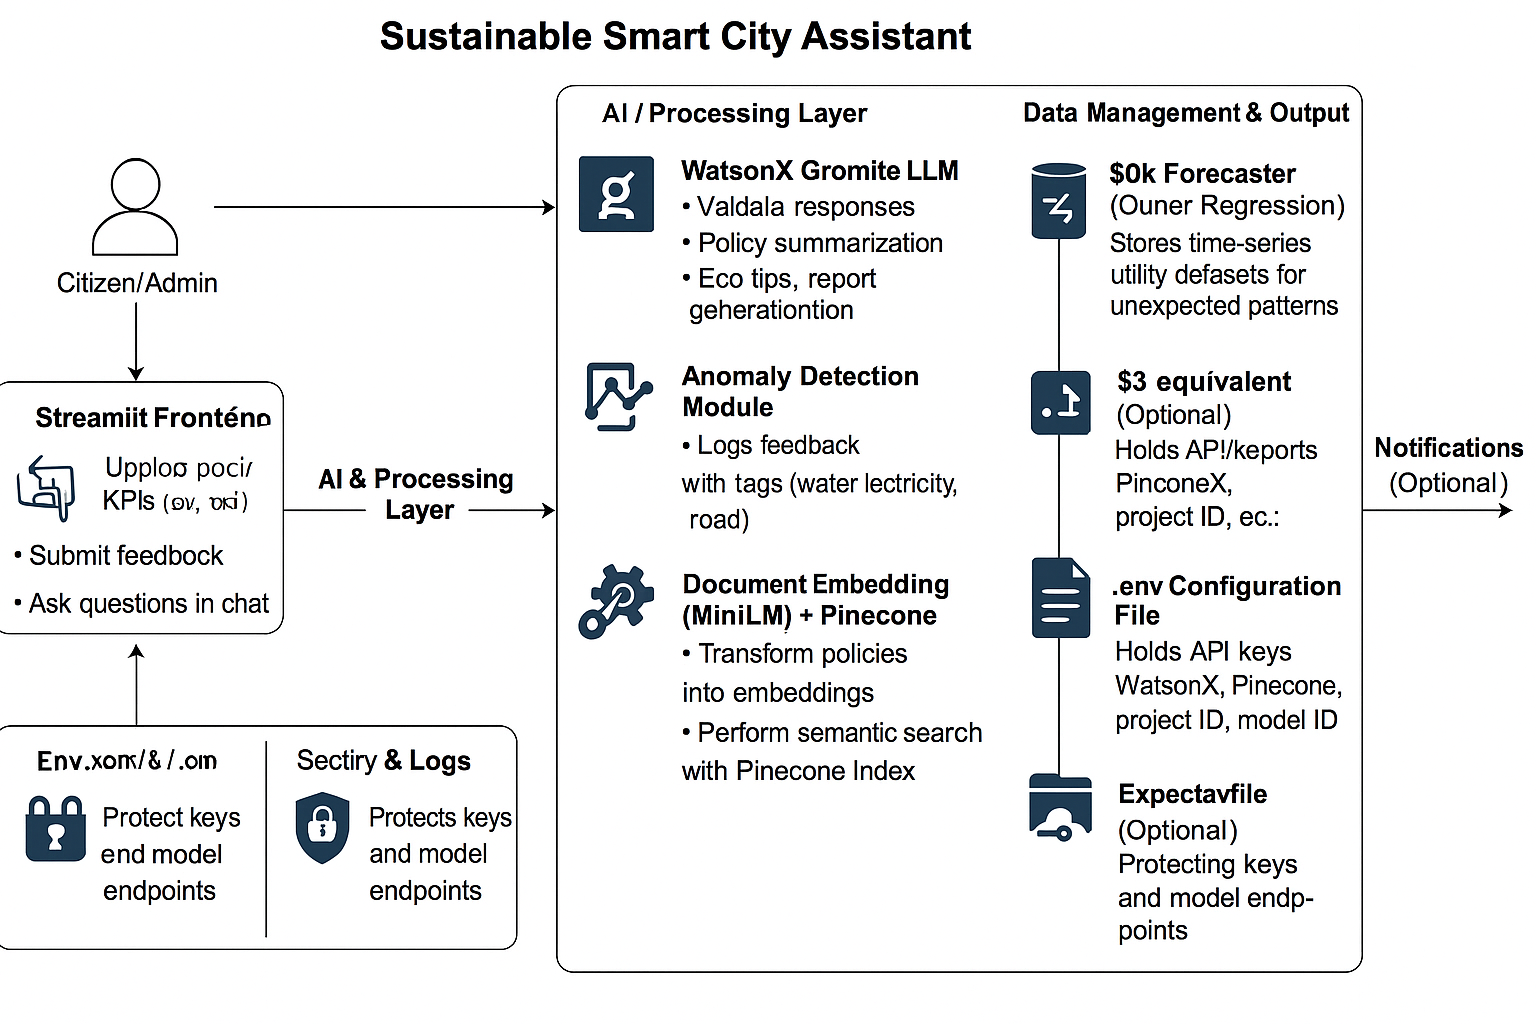 Sustainable Smart City Assistant
Citizen/Admin
Streamiit Fronténo
Upploo poci/
KPIs
• Submit feedbock
• Ask questions in chat
AI & Processing
Layer
Protect keys
end model
endpoints
Sectiry & Logs
Protects keys
and model
endpoints
AI / Processing Layer
WatsonX Gromite LLM
• Valdala responses
• Policy summarization
• Eco tips, report
geherationtion
Anomaly Detection
Module
• Logs feedback
with tags (water lectricity,
road)
Document Embedding
(MiniLM) + Pinecone
• Transform policies
into embeddings
• Perform semantic search
with Pinecone Index
Data Management & Output
$0k Forecaster
(Ouner Regression)
Stores time-series
utility defasets for
unexpected patterns
$3 equívalent
(Optional)
Holds AP!/keports
PinconeX,
project ID, ec.:
.env Configuration
File
Holds API keys
WatsonX, Pinecone,
project ID, model ID
Expectavfile
(Optional)
Protecting keys
and model endp-
points
Notifications
(Optional)